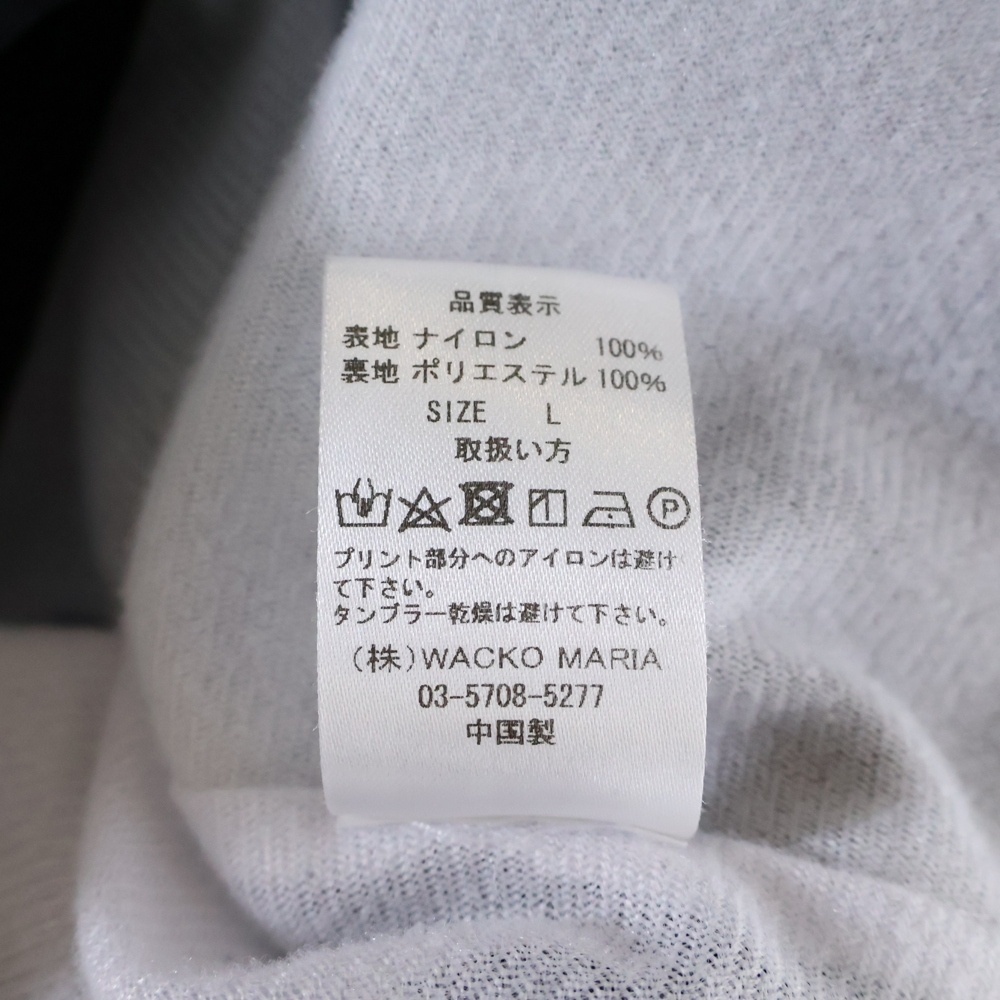 品質表示
表地 ナイロン 100%
裏地 ポリエステル 100%
SIZE L
取扱い方
P
プリント部分へのアイロンは避け
て下さい。
タンブラー乾燥は避けて下さい。
(株)WACKO MARIA
03-5708-5277
中国製